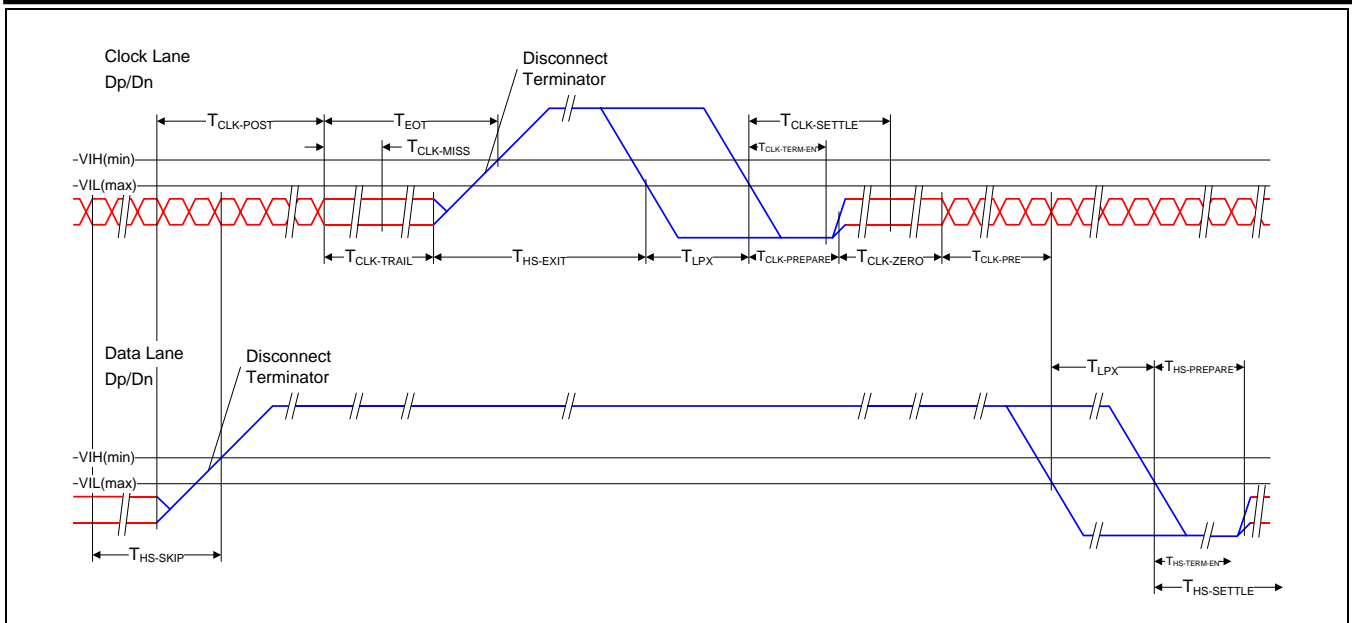 Clock Lane
Dp/Dn
Disconnect
Terminator
TCLK-POST
TEOT
TCLK-SETTLE
TCLK-MISS
TCLK-TERM-EN
VIH(min)
VIL(max)
TCLK-TRAIL
THS-EXIT
TLPX
TCLK-PREPARE
TCLK-ZERO
TCLK-PRE
Data Lane
Dp/Dn
Disconnect
Terminator
TLPX
THS-PREPARE
VIH(min)
VIL(max)
THS-SKIP
THS-TERM-EN
THS-SETTLE